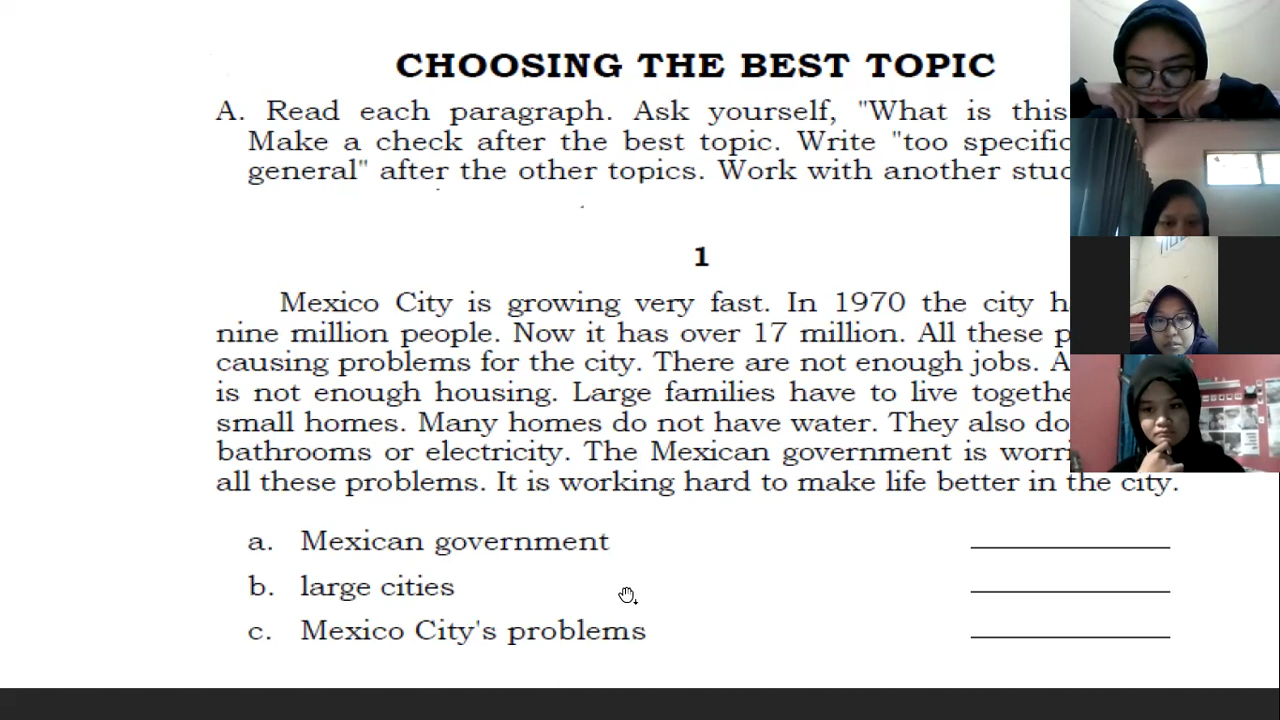 CHOOSING THE BEST TOPIC
A. Read each paragraph. Ask yourself, "What is this
Make a check after the best topic. Write "too specific
general" after the other topics. Work with another
1
Mexico City is growing very fast. In 1970 the city
nine million people. Now it has over 17 million. All these
causing problems for the city. There are not enough jobs.
is not enough housing. Large families have to live
small homes. Many homes do not have water. They also do
bathrooms or electricity. The Mexican government is
all these problems. It is working hard to make life better in the city.
a. Mexican government
b. large cities
c. Mexico City's problems